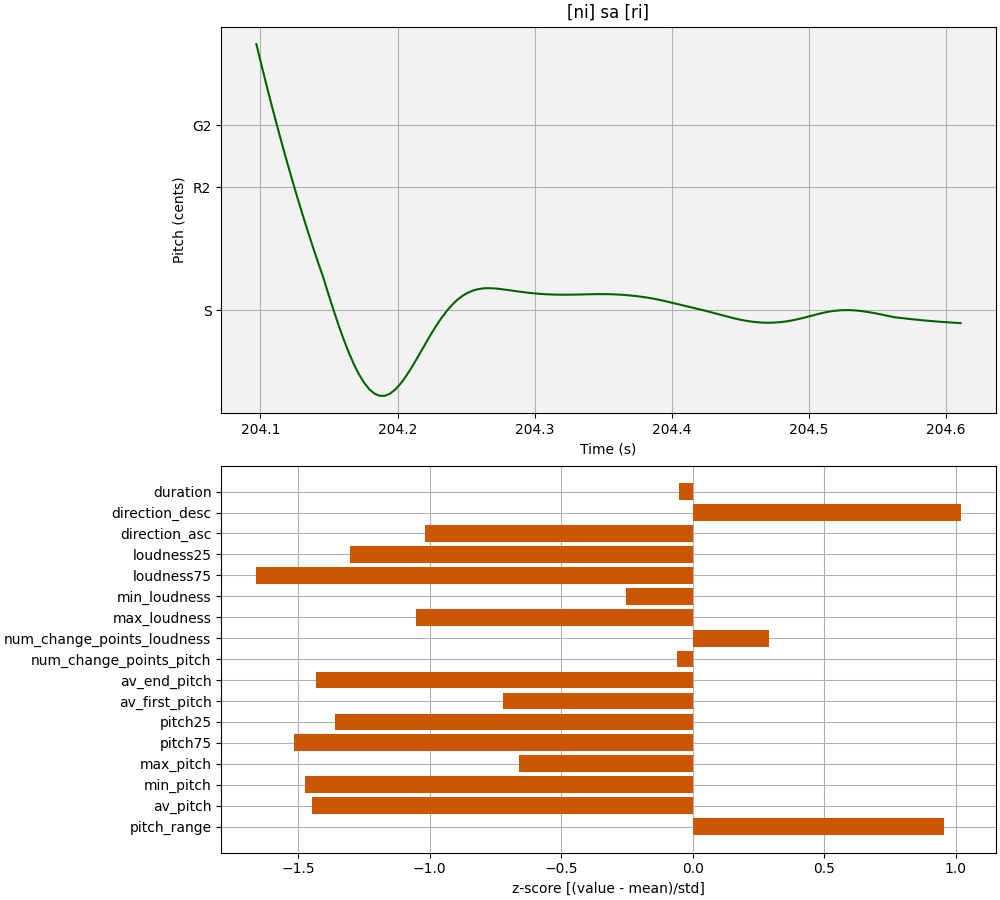 [ni] sa [ri]
G2
R2
S
Pitch (cents)
204.1 204.2 204.3 204.4 204.5 204.6
Time (s)
duration
direction_desc
direction_asc
loudness25
loudness75
min_loudness
max_loudness
num_change_points_loudness
num_change_points_pitch
av_end_pitch
av_first_pitch
pitch25
pitch75
max_pitch
min_pitch
av_pitch
pitch_range
−1.5 −1.0 −0.5 0.0 0.5 1.0
z-score [(value - mean)/std]